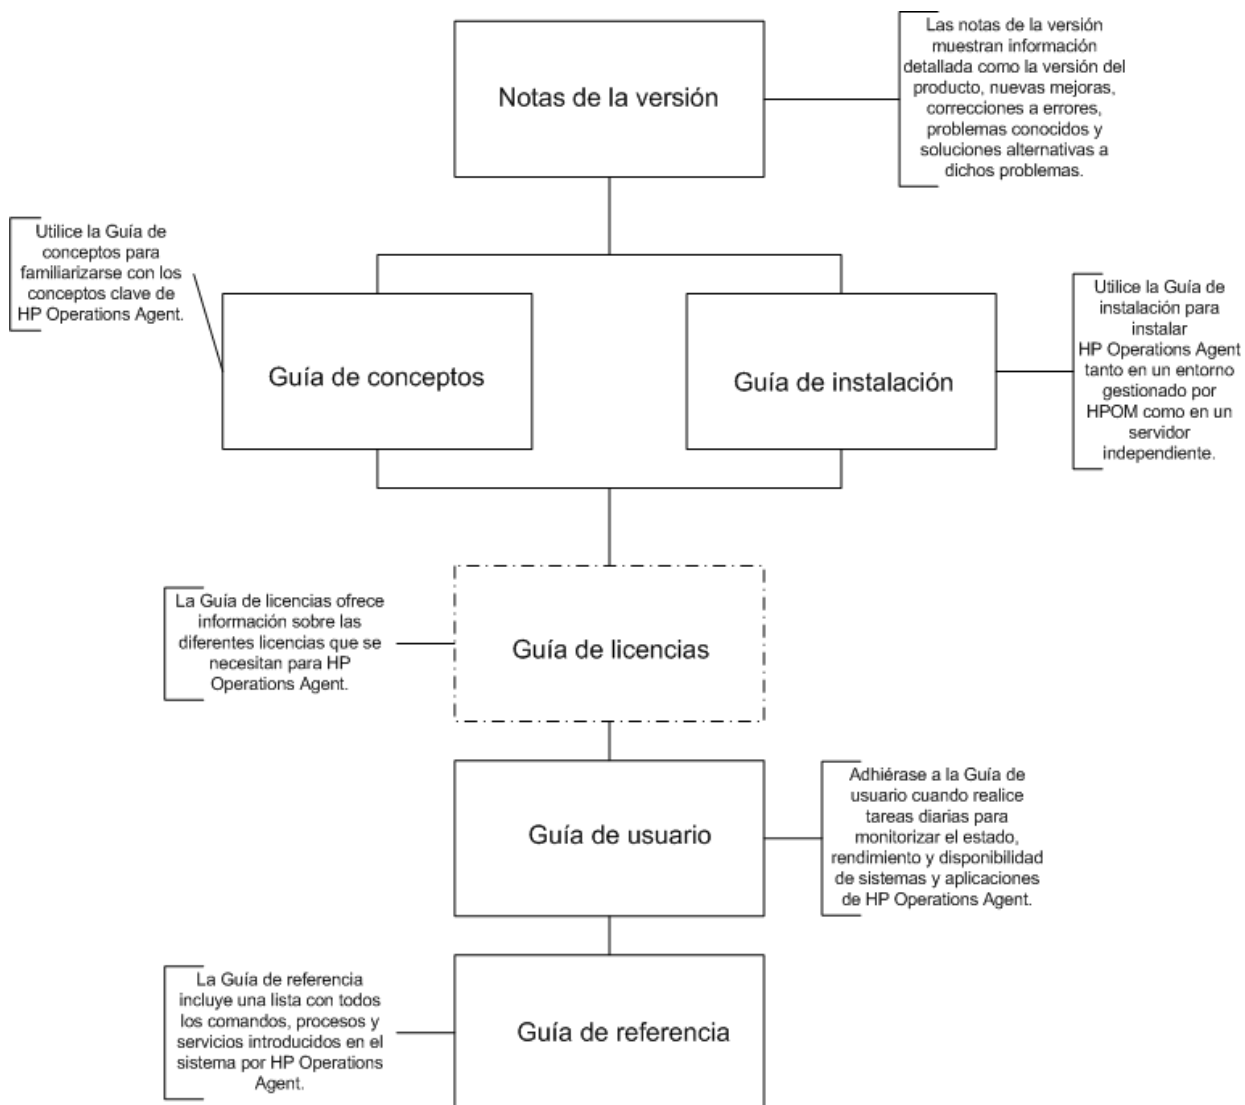 Notas de la versión
Las notas de la versión
muestran información
detallada como la versión del
producto, nuevas mejoras,
correcciones a errores,
problemas conocidos y
soluciones alternativas a
dichos problemas.
Utilice la Guía de
conceptos para
familiarizarse con los
conceptos clave de
HP Operations Agent.
Guía de conceptos
Guía de instalación
Utilice la Guía de
instalación para
instalar
HP Operations Agent
tanto en un entorno
gestionado por
HPOM como en un
servidor
independiente.
La Guía de licencias ofrece
información sobre las
diferentes licencias que se
necesitan para HP
Operations Agent.
Guía de licencias
Guía de usuario
Adhiérase a la Guía de
usuario cuando realice
tareas diarias para
monitorizar el estado,
rendimiento y disponibilidad
de sistemas y aplicaciones
de HP Operations Agent.
La Guía de referencia
incluye una lista con todos
los comandos, procesos y
servicios introducidos en el
sistema por HP Operations
Agent.
Guía de referencia